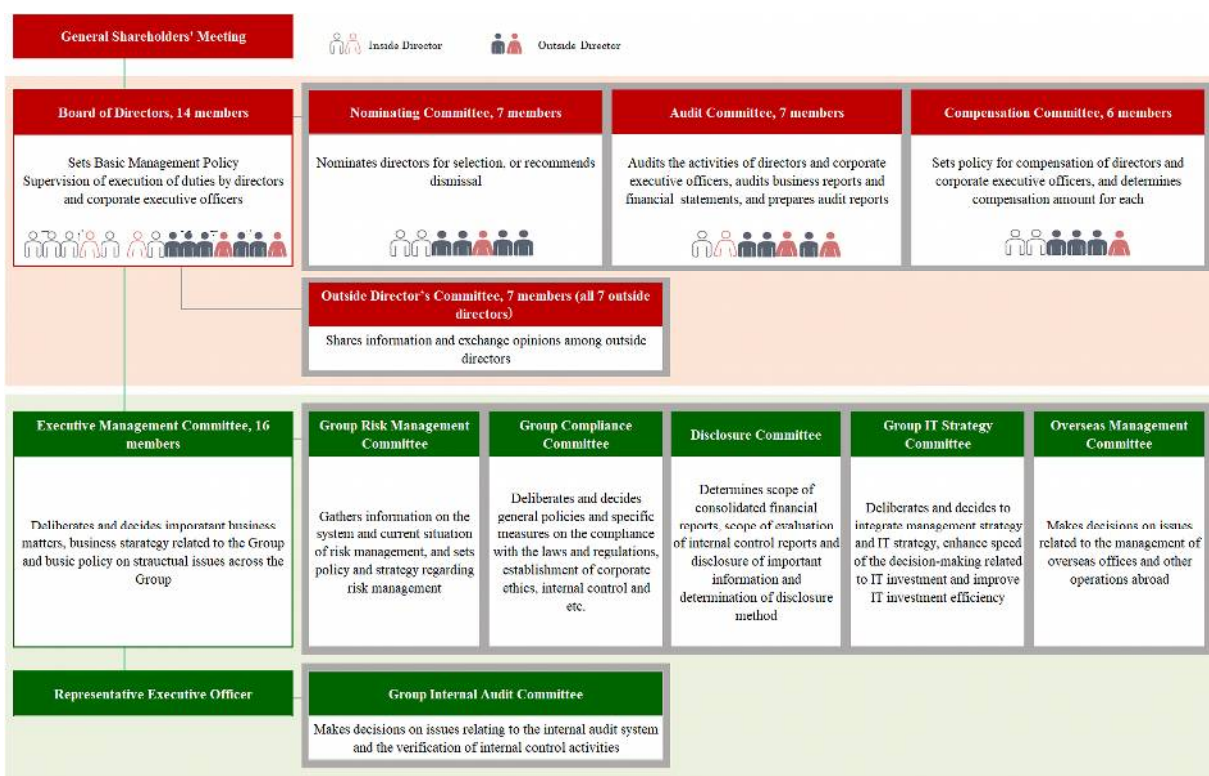 General Shareholders' Meeting
Inside Director
Outside Director
Board of Directors, 14 members
Sets Basic Management Policy
Supervision of execution of duties by directors
and corporate executive officers
Nominating Committee, 7 members
Nominates directors for selection, or recommends
dismissal
Audit Committee, 7 members
Audits the activities of directors and corporate
executive officers, audits business reports and
financial statements, and prepares audit reports
Compensation Committee, 6 members
Sets policy for compensation of directors and
corporate executive officers, and determines
compensation amount for each
Outside Director's Committee, 7 members (all 7 outside
directors)
Shares information and exchange opinions among outside
directors
Executive Management Committee, 16
members
Deliberates and decides imporatant business
matters, business starategy related to the Group
and busic policy on strauctual issues across the
Group
Group Risk Management
Committee
Gathers information on the
system and current situation
of risk management, and sets
policy and strategy regarding
risk management
Group Compliance
Committee
Deliberates and decides
general policies and specific
measures on the compliance
with the laws and regulations,
establishment of corporate
ethics, internal control and
etc.
Disclosure Committee
Determines scope of
consolidated financial
reports, scope of evaluation
of internal control reports and
disclosure of important
information and
determination of disclosure
method
Group IT Strategy
Committee
Deliberates and decides to
integrate management strategy
and IT strategy, enhance speed
of the decision-making related
to IT investment and improve
IT investment efficiency
Overseas Management
Committee
Makes decisions on issues
related to the management of
overseas offices and other
operations abroad
Representative Executive Officer
Group Internal Audit Committee
Makes decisions on issues relating to the internal audit system
and the verification of internal control activities